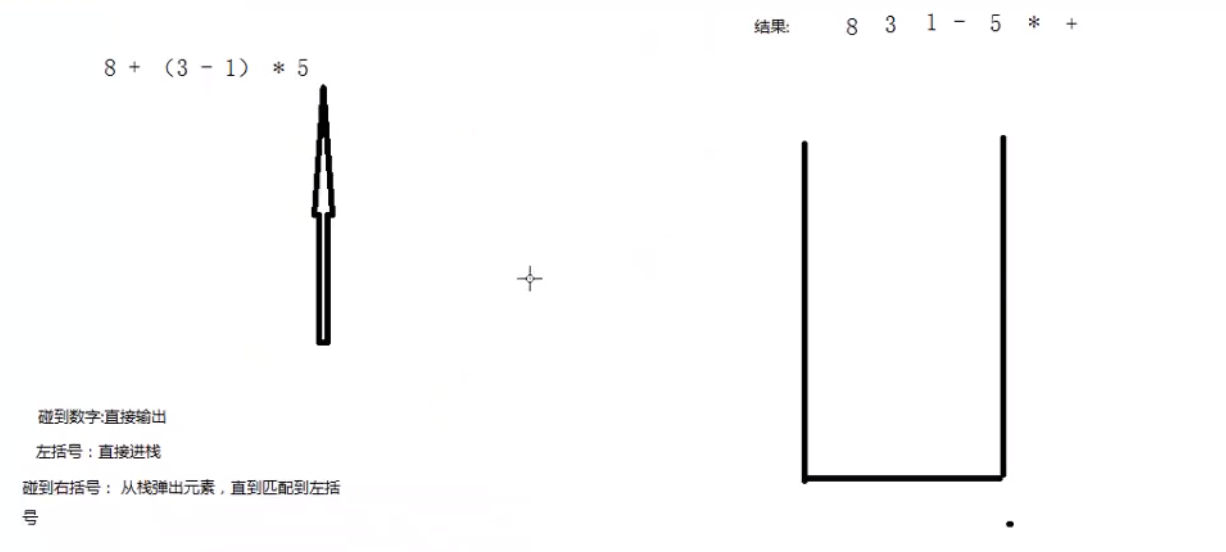 结果: 8 3 1 - 5 * +
8 + （3 - 1） * 5
碰到数字:直接输出
左括号：直接进栈
碰到右括号： 从栈弹出元素，直到匹配到左括
号